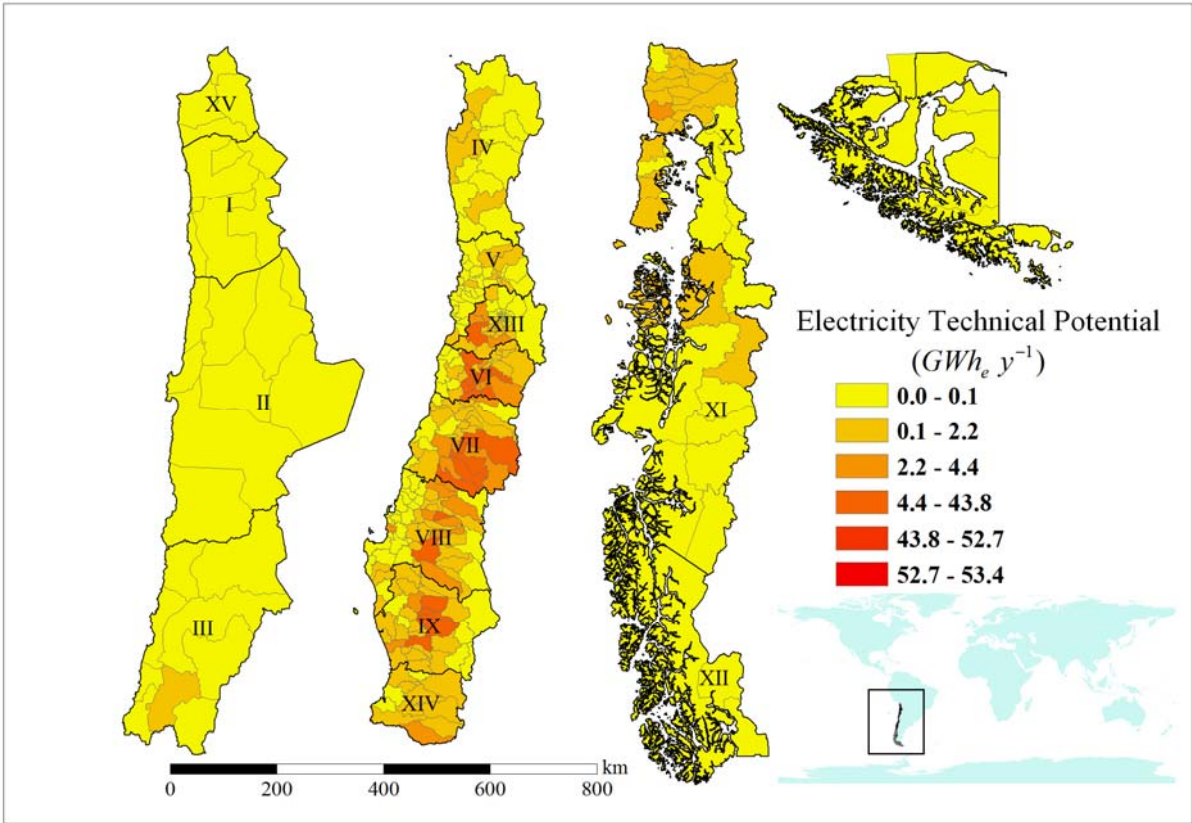 XV
I
II
III
IV
V
XIII
VI
VII
VIII
IX
XIV
X
XI
XII
Electricity Technical Potential
(GWhₑ y⁻¹)
0.0 - 0.1
0.1 - 2.2
2.2 - 4.4
4.4 - 43.8
43.8 - 52.7
52.7 - 53.4
km
0 200 400 600 800